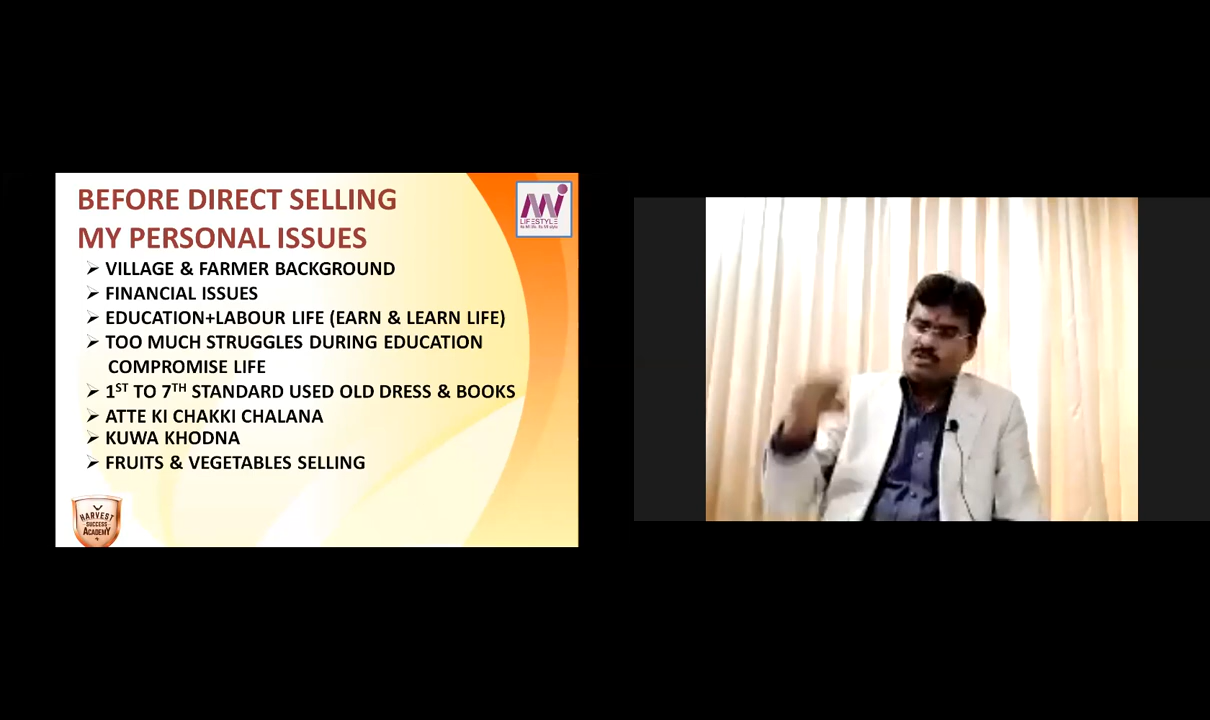 BEFORE DIRECT SELLING
MY PERSONAL ISSUES
➢ VILLAGE & FARMER BACKGROUND
➢ FINANCIAL ISSUES
➢ EDUCATION+LABOUR LIFE (EARN & LEARN LIFE)
➢ TOO MUCH STRUGGLES DURING EDUCATION
COMPROMISE LIFE
➢ 1ST TO 7TH STANDARD USED OLD DRESS & BOOKS
➢ ATTE KI CHAKKI CHALANA
➢ KUWA KHODNA
➢ FRUITS & VEGETABLES SELLING
LIFESTYLE
HARVEST
SUCCESS
ACADEMY